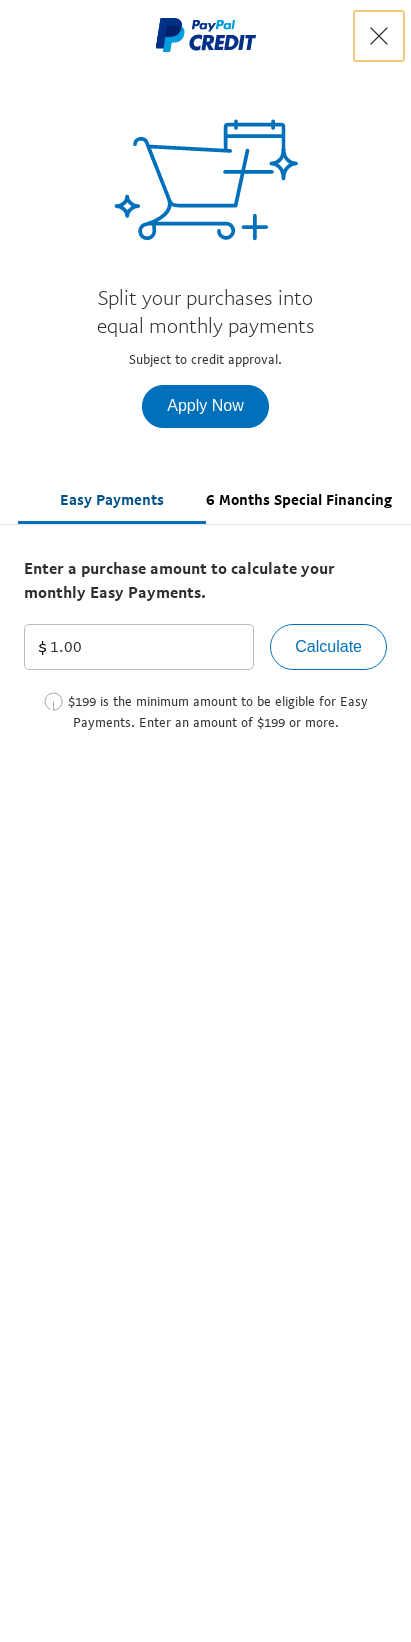 PayPal
CREDIT
Split your purchases into
equal monthly payments
Subject to credit approval.
Apply Now
Easy Payments
6 Months Special Financing
Enter a purchase amount to calculate your
monthly Easy Payments.
$ 1.00
Calculate
$199 is the minimum amount to be eligible for Easy
Payments. Enter an amount of $199 or more.